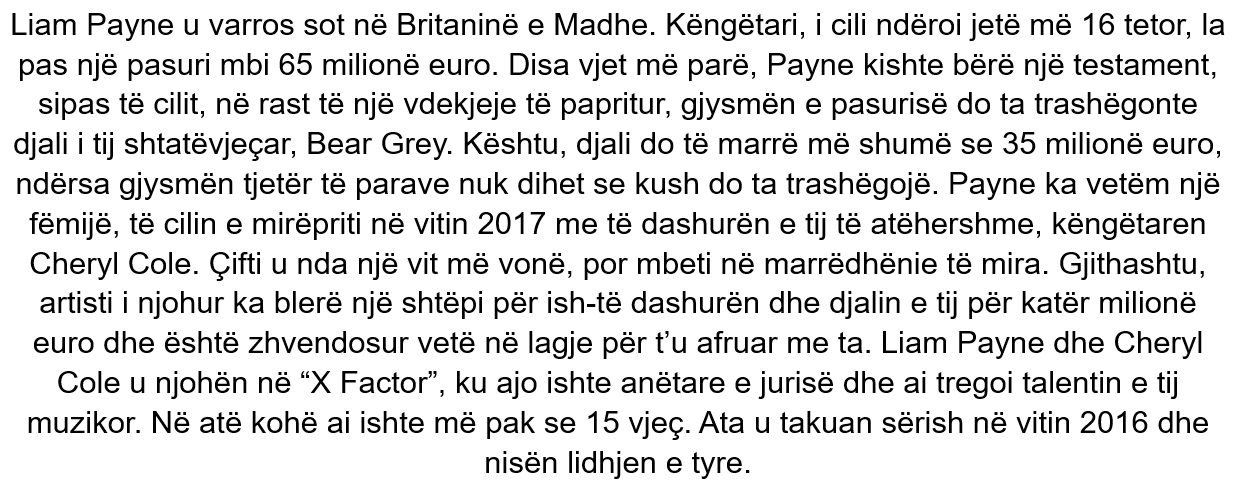 Liam Payne u varros sot në Britaninë e Madhe. Këngëtari, i cili ndëroi jetë më 16 tetor, la
pas një pasuri mbi 65 milionë euro. Disa vjet më parë, Payne kishte bërë një testament,
sipas të cilit, në rast të një vdekjeje të papritur, gjysmën e pasurisë do ta trashëgonte
djali i tij shtatëvjeçar, Bear Grey. Kështu, djali do të marrë më shumë se 35 milionë euro,
ndërsa gjysmën tjetër të parave nuk dihet se kush do ta trashëgojë. Payne ka vetëm një
fëmijë, të cilin e mirëpriti në vitin 2017 me të dashurën e tij të atëhershme, këngëtaren
Cheryl Cole. Çifti u nda një vit më vonë, por mbeti në marrëdhënie të mira. Gjithashtu,
artisti i njohur ka blerë një shtëpi për ish-të dashurën dhe djalin e tij për katër milionë
euro dhe është zhvendosur vetë në lagje për t’u afruar me ta. Liam Payne dhe Cheryl
Cole u njohën në “X Factor”, ku ajo ishte anëtare e jurisë dhe ai tregoi talentin e tij
muzikor. Në atë kohë ai ishte më pak se 15 vjeç. Ata u takuan sërish në vitin 2016 dhe
nisën lidhjen e tyre.